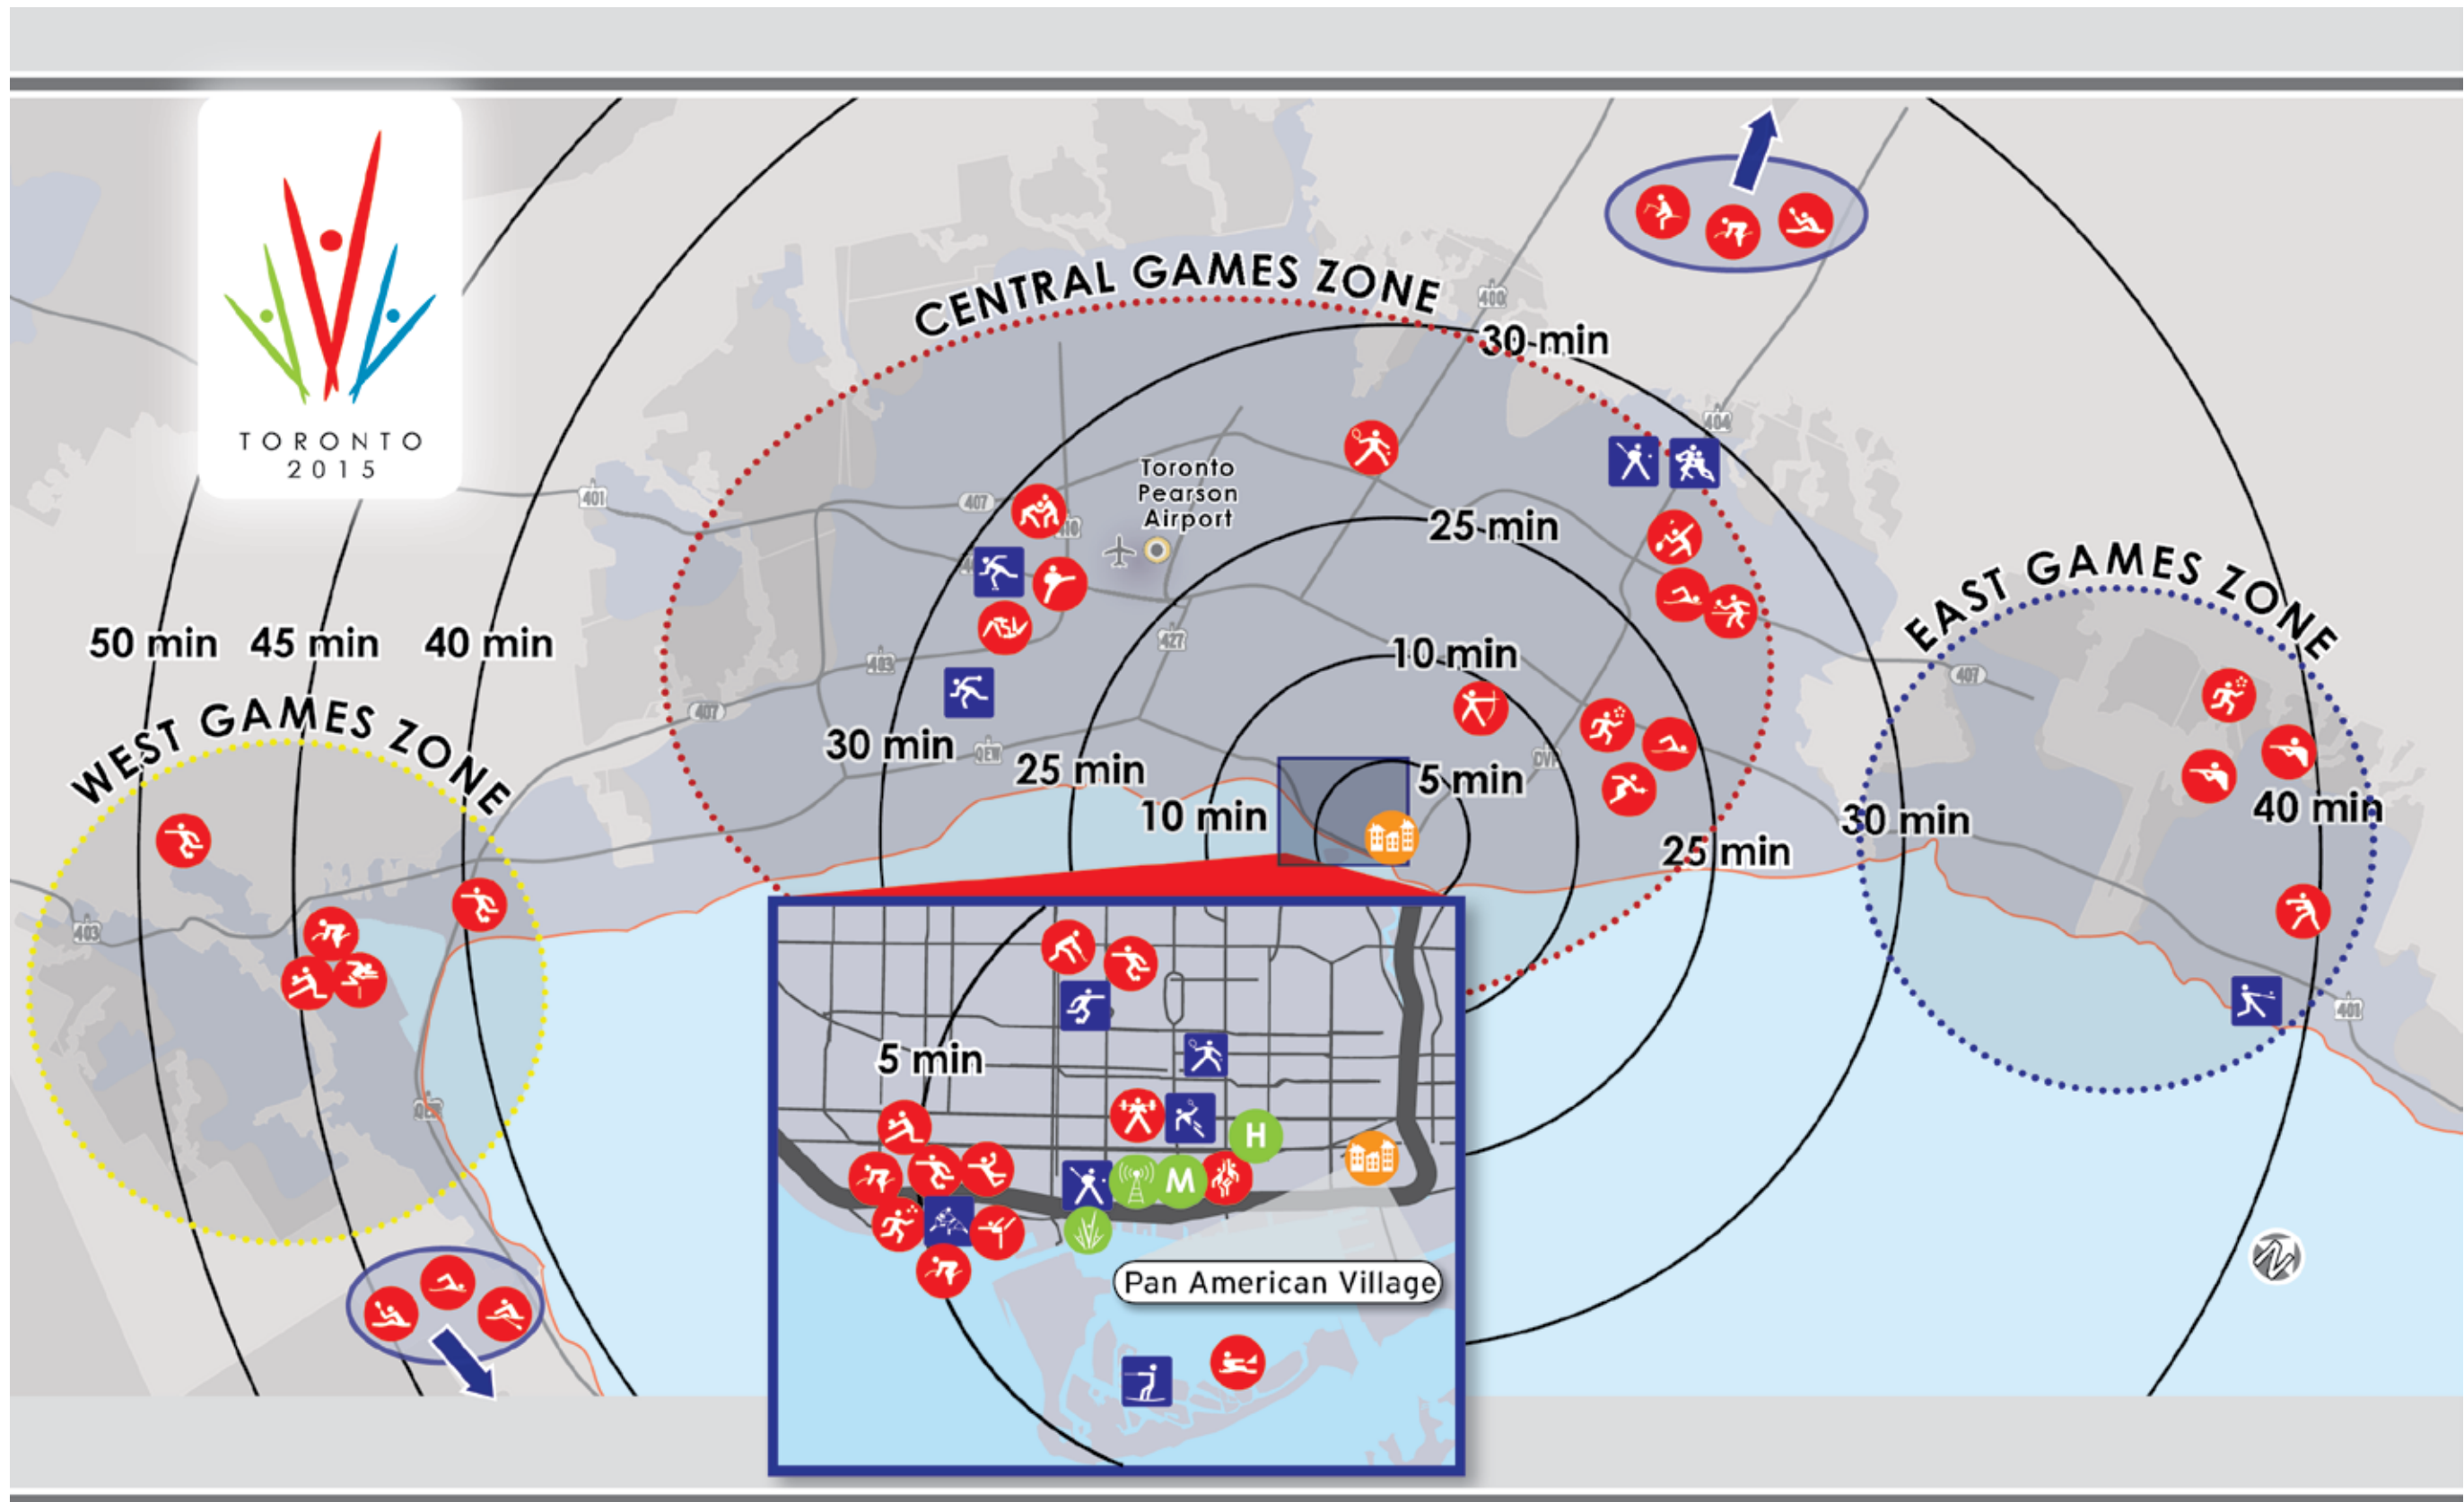 TORONTO
2015
CENTRAL GAMES ZONE
400
30 min
404
Toronto
Pearson
Airport
401
407
410
25 min
EAST GAMES ZONE
50 min
45 min
40 min
427
10 min
403
407
407
WEST GAMES ZONE
30 min
QEW
25 min
DVP
5 min
10 min
40 min
30 min
25 min
403
401
5 min
QEW
H
M
Pan American Village
N